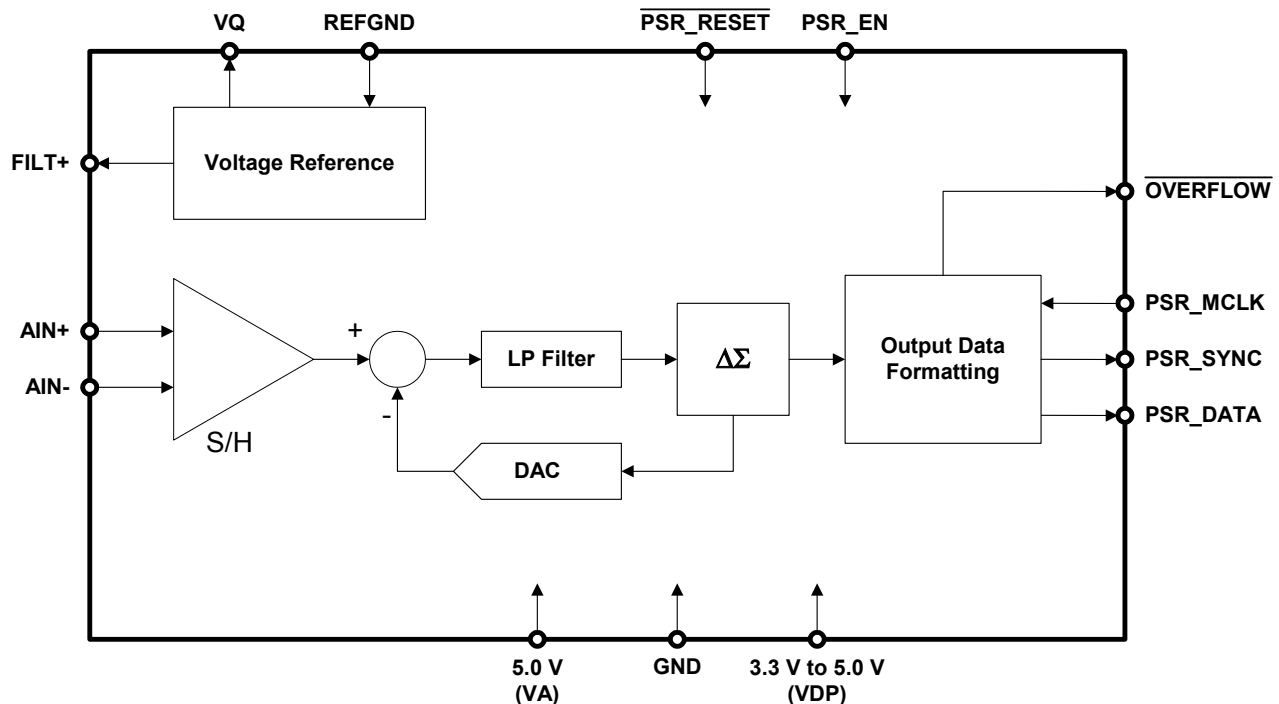 VQ
REFGND
PSR_RESET
PSR_EN
Voltage Reference
FILT+
OVERFLOW
AIN+
AIN-
S/H
+
-
LP Filter
ΔΣ
DAC
Output Data
Formatting
PSR_MCLK
PSR_SYNC
PSR_DATA
5.0 V
(VA)
GND
3.3 V to 5.0 V
(VDP)